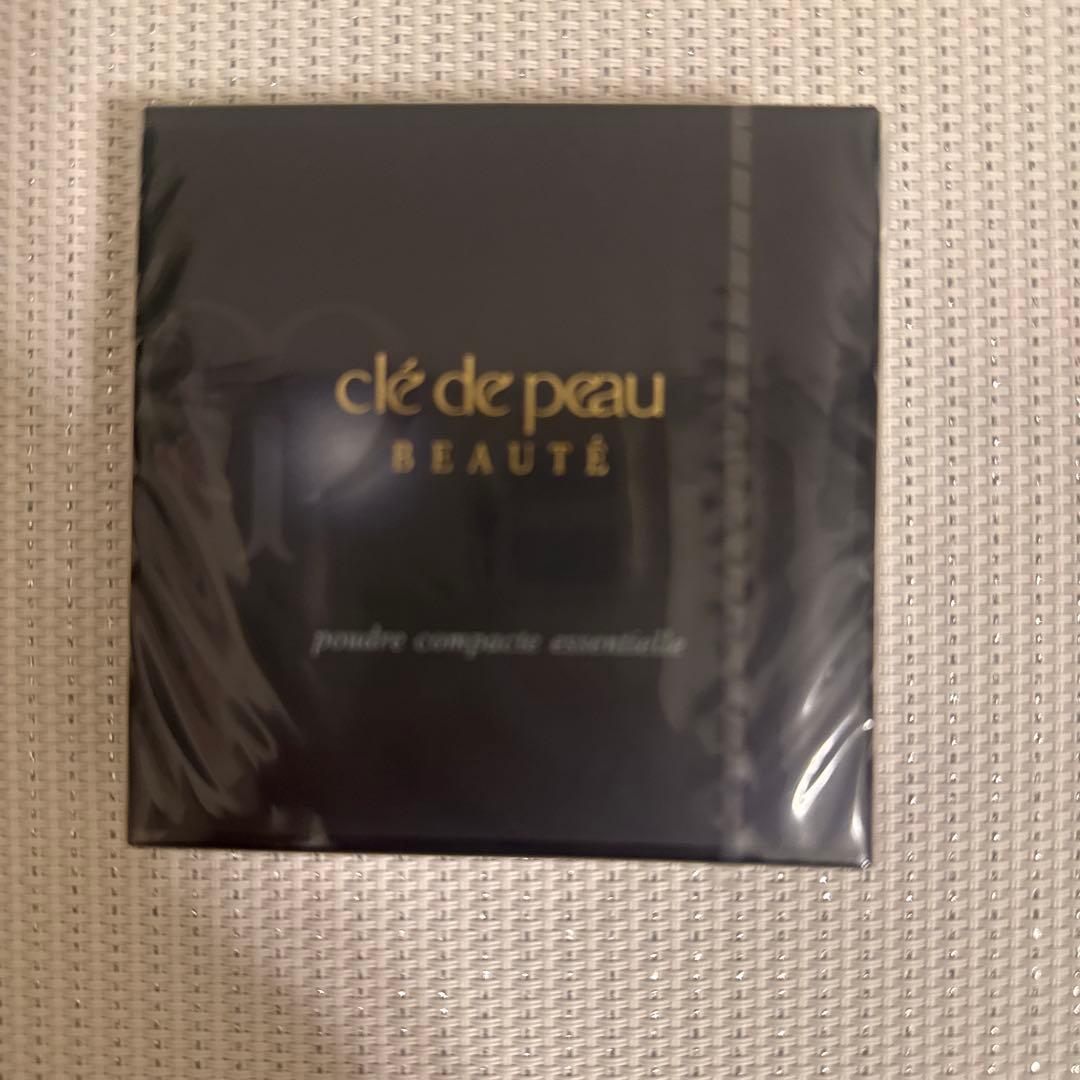 clé de peau
BEAUTÉ
poudre compacte essentielle